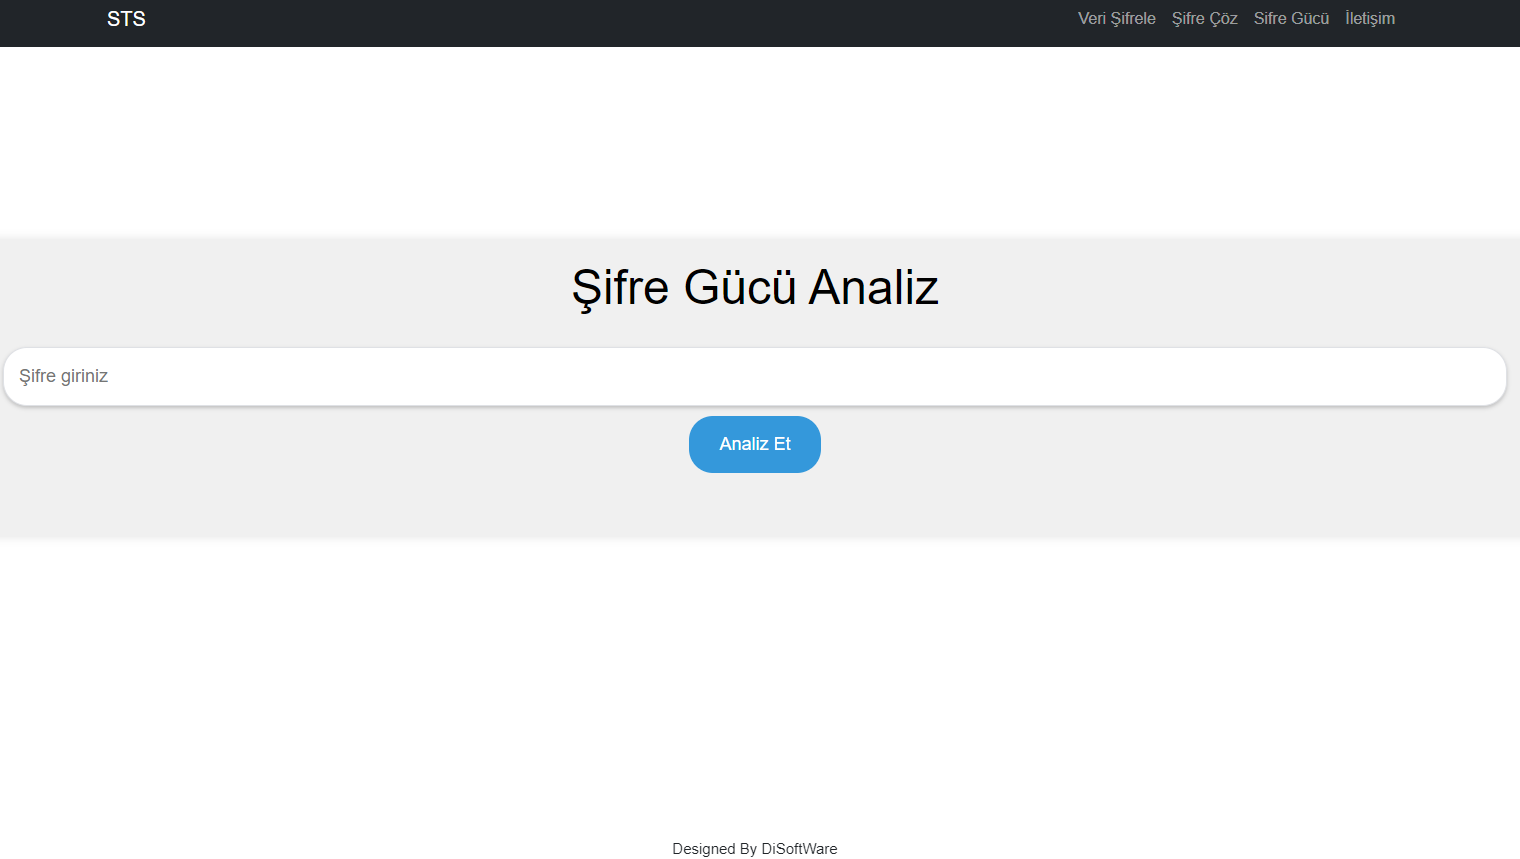 STS
Veri Şifrele Şifre Çöz Sifre Gücü İletişim
Şifre Gücü Analiz
Şifre giriniz
Analiz Et
Designed By DiSoftWare